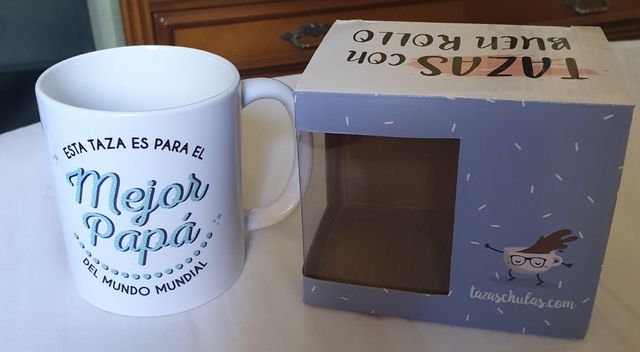 ESTA TAZA ES PARA EL
Mejor
Papá
DEL MUNDO MUNDIAL
TAZAS con
BUEN ROLLO
tazaschulas.com